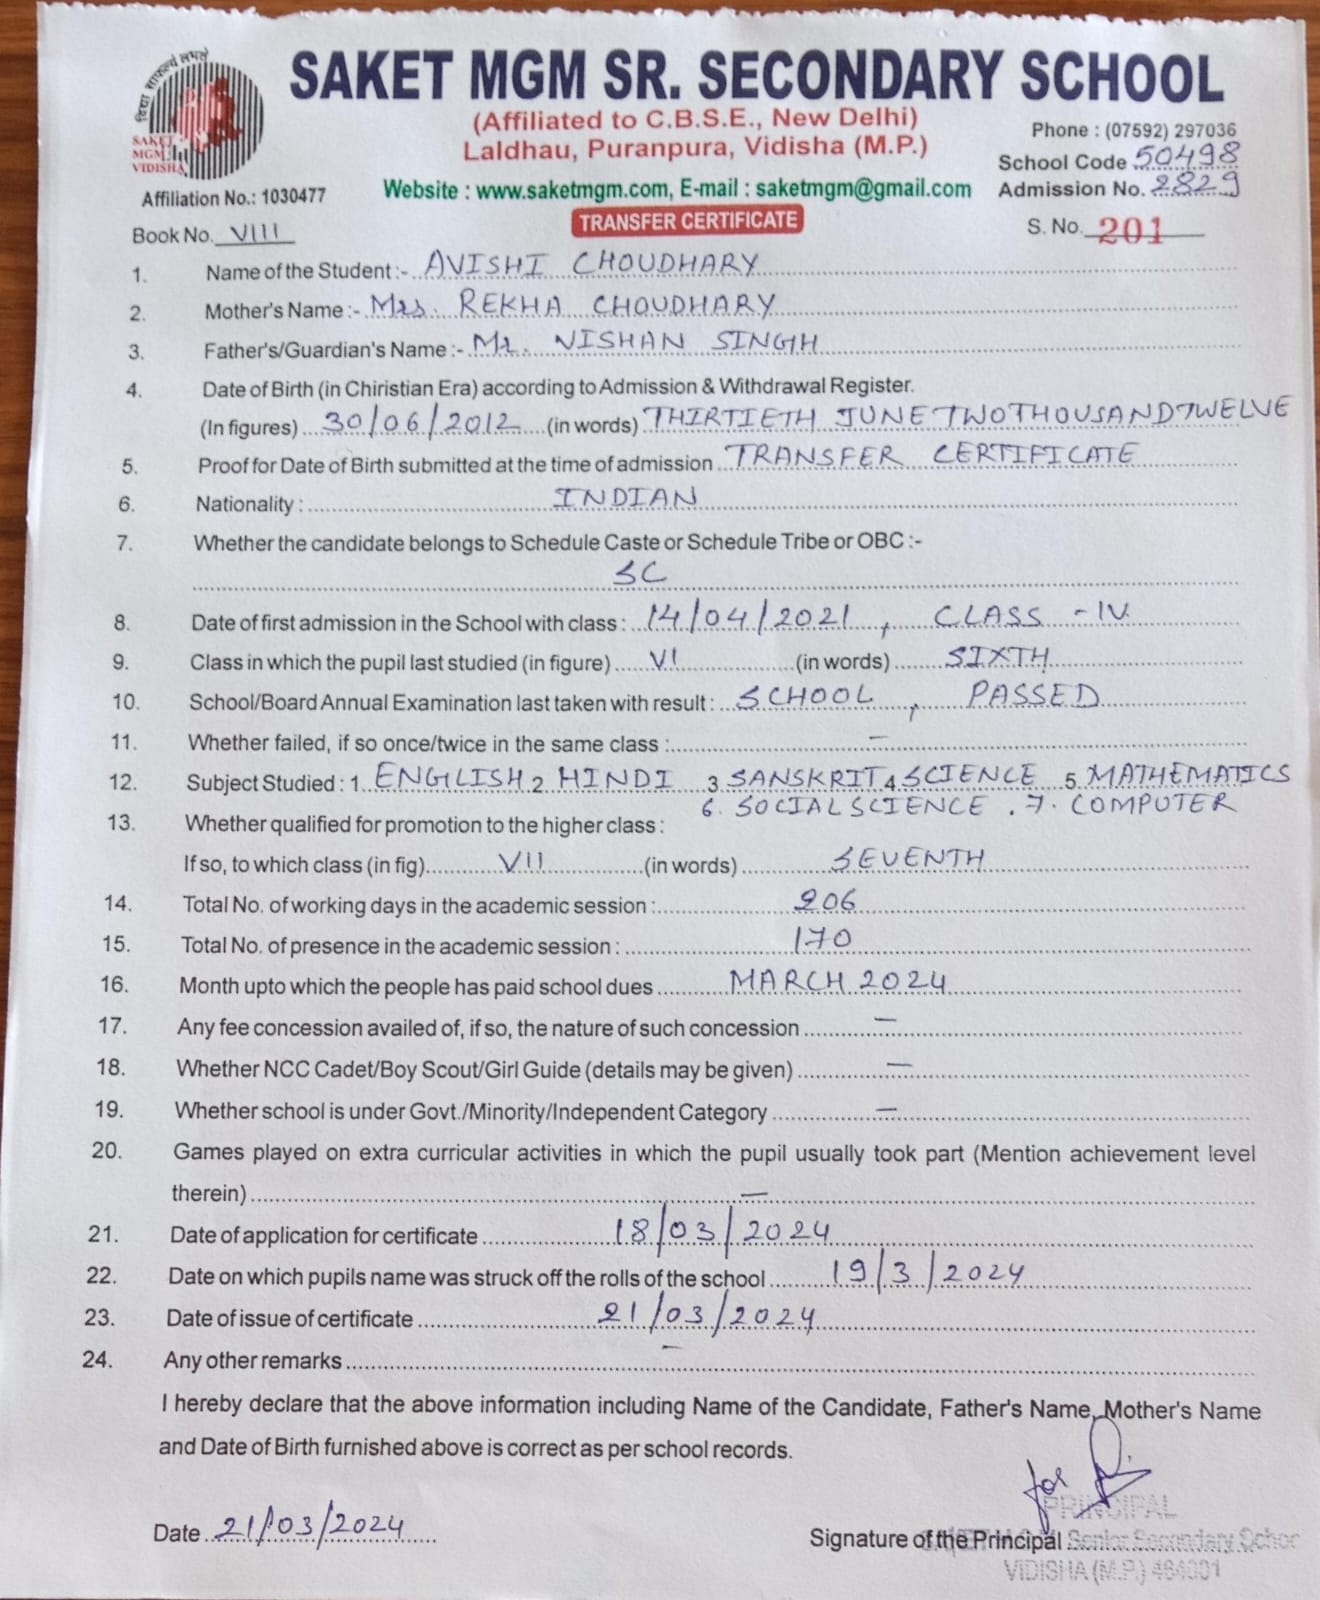 विद्या साफल्यं लभते
SAKET
MGM
VIDISHA
SAKET MGM SR. SECONDARY SCHOOL
(Affiliated to C.B.S.E., New Delhi)
Laldhau, Puranpura, Vidisha (M.P.)
Phone : (07592) 297036
School Code 50498
Affiliation No.: 1030477
Website : www.saketmgm.com, E-mail : saketmgm@gmail.com
Admission No. 2829
Book No. VIII
TRANSFER CERTIFICATE
S. No. 201
1. Name of the Student :- AVISHI CHOUDHARY
2. Mother's Name :- Mrs. REKHA CHOUDHARY
3. Father's/Guardian's Name :- Mr. NISHAN SINGH
4. Date of Birth (in Chiristian Era) according to Admission & Withdrawal Register.
(In figures) 30/06/2012 (in words) THIRTIETH JUNE TWO THOUSAND TWELVE
5. Proof for Date of Birth submitted at the time of admission TRANSFER CERTIFICATE
6. Nationality : INDIAN
7. Whether the candidate belongs to Schedule Caste or Schedule Tribe or OBC :-
SC
8. Date of first admission in the School with class : 14/04/2021, CLASS - IV
9. Class in which the pupil last studied (in figure) VI (in words) SIXTH
10. School/Board Annual Examination last taken with result : SCHOOL, PASSED
11. Whether failed, if so once/twice in the same class : —
12. Subject Studied : 1. ENGLISH 2 HINDI 3 SANSKRIT 4 SCIENCE 5. MATHEMATICS
6. SOCIAL SCIENCE . 7. COMPUTER
13. Whether qualified for promotion to the higher class :
If so, to which class (in fig) VII (in words) SEVENTH
14. Total No. of working days in the academic session : 206
15. Total No. of presence in the academic session : 170
16. Month upto which the people has paid school dues MARCH 2024
17. Any fee concession availed of, if so, the nature of such concession —
18. Whether NCC Cadet/Boy Scout/Girl Guide (details may be given) —
19. Whether school is under Govt./Minority/Independent Category —
20. Games played on extra curricular activities in which the pupil usually took part (Mention achievement level
therein) —
21. Date of application for certificate 18/03/2024
22. Date on which pupils name was struck off the rolls of the school 19/3/2024
23. Date of issue of certificate 21/03/2024
24. Any other remarks —
I hereby declare that the above information including Name of the Candidate, Father's Name, Mother's Name
and Date of Birth furnished above is correct as per school records.
for
PRINCIPAL
Date 21/03/2024
Signature of the Principal
Senior Secondary School
VIDISHA (M.P.) 464001